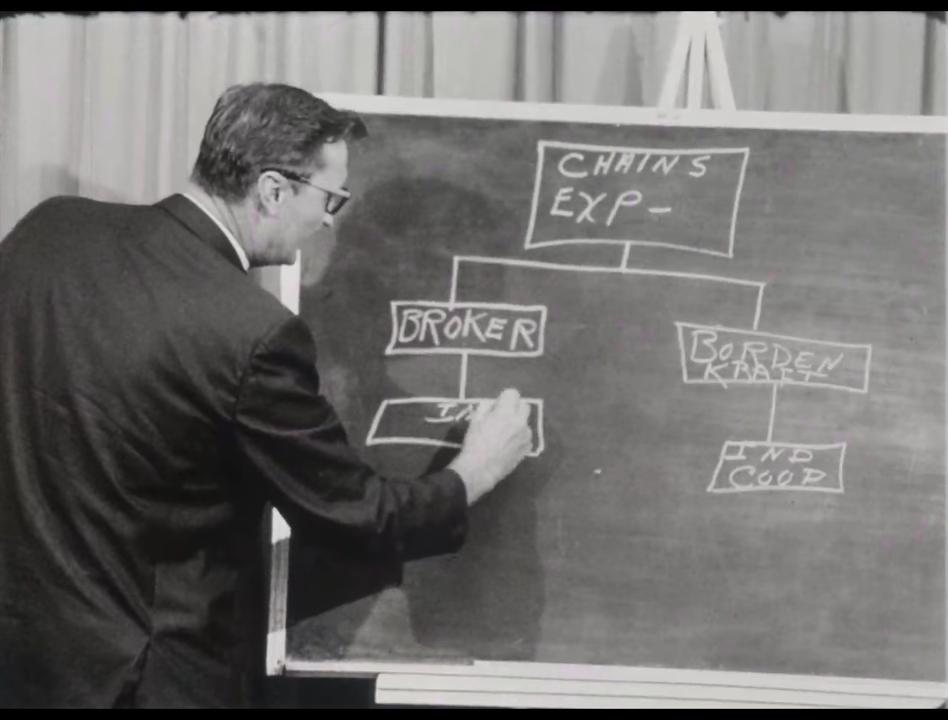 CHAINS
EXP-
BROKER
BORDEN
KRAFT
IND
COOP